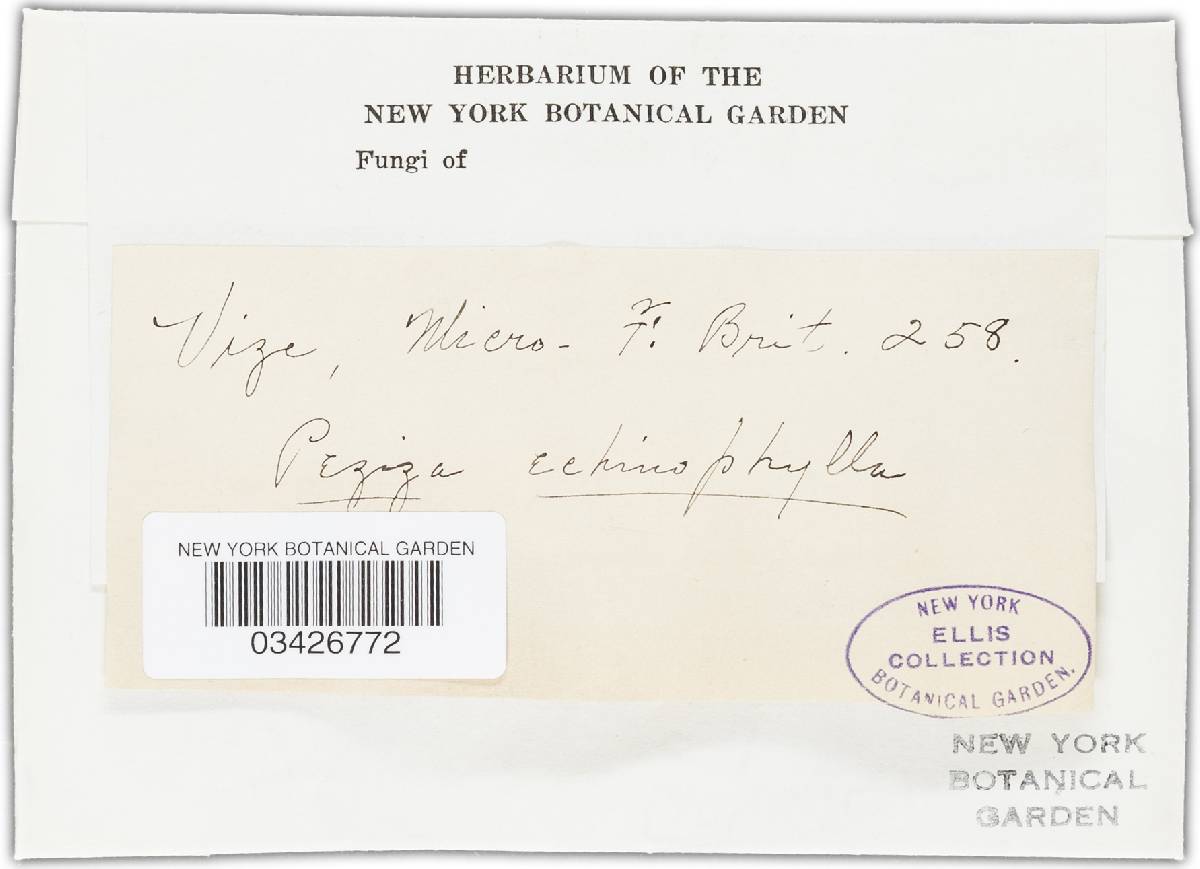 HERBARIUM OF THE
NEW YORK BOTANICAL GARDEN
Fungi of
Vize, Micro- F. Brit. 258.
Peziza echinophylla
NEW YORK BOTANICAL GARDEN
03426772
NEW YORK
ELLIS
COLLECTION
BOTANICAL GARDEN.
NEW YORK
BOTANICAL
GARDEN